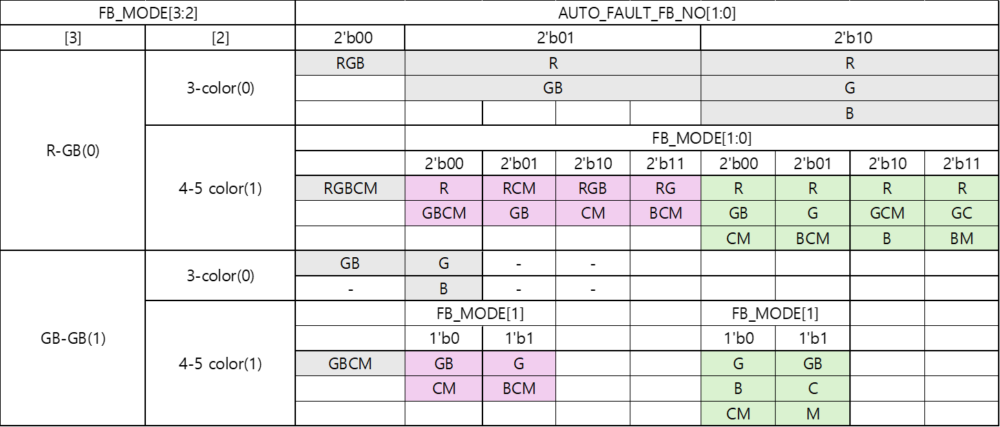 FB_MODE[3:2] AUTO_FAULT_FB_NO[1:0]
[3] [2] 2'b00 2'b01 2'b10
RGB R R
3-color(0) GB G
B
R-GB(0) FB_MODE[1:0]
2'b00 2'b01 2'b10 2'b11 2'b00 2'b01 2'b10 2'b11
4-5 color(1) RGBCM R RCM RGB RG R R R R
GBCM GB CM BCM GB G GCM GC
CM BCM B BM
3-color(0) GB G - -
- B - -
GB-GB(1) FB_MODE[1] FB_MODE[1]
1'b0 1'b1 1'b0 1'b1
4-5 color(1) GBCM GB G G GB
CM BCM B C
CM M